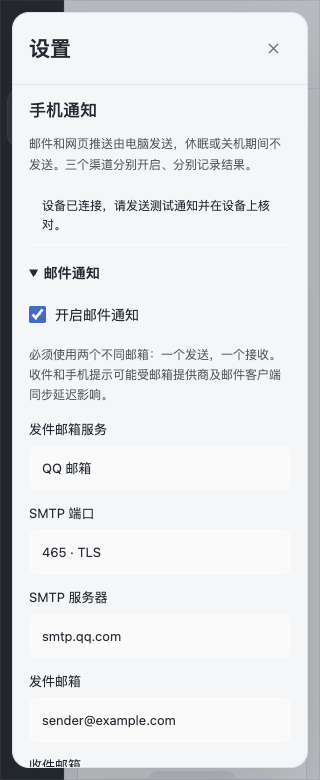 设置
手机通知
邮件和网页推送由电脑发送，休眠或关机期间不
发送。三个渠道分别开启、分别记录结果。
设备已连接，请发送测试通知并在设备上核
对。
▼ 邮件通知
开启邮件通知
必须使用两个不同邮箱：一个发送，一个接收。
收件和手机提示可能受邮箱提供商及邮件客户端
同步延迟影响。
发件邮箱服务
QQ 邮箱
SMTP 端口
465 · TLS
SMTP 服务器
smtp.qq.com
发件邮箱
sender@example.com
收件邮箱